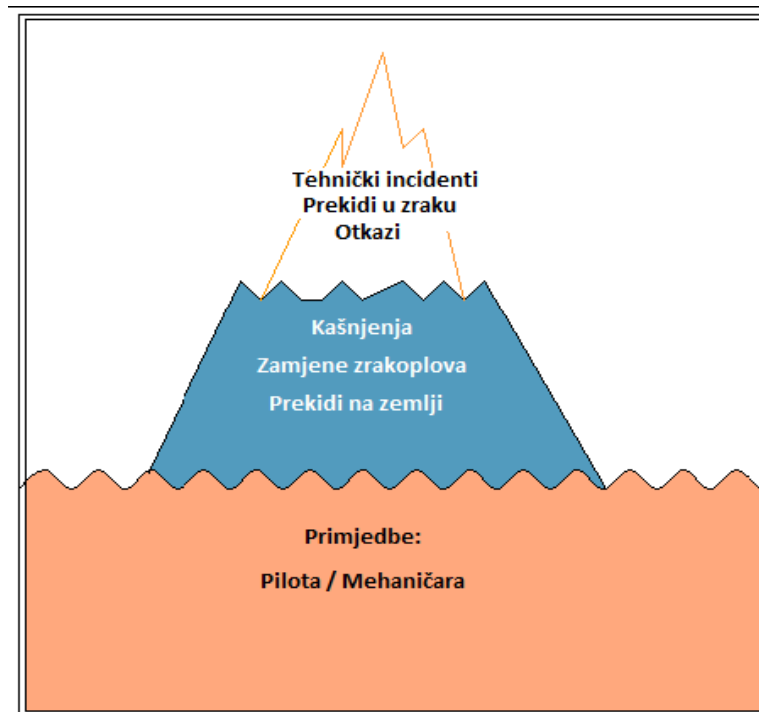 Tehnički incidenti
Prekidi u zraku
Otkazi
Kašnjenja
Zamjene zrakoplova
Prekidi na zemlji
Primjedbe:
Pilota / Mehaničara